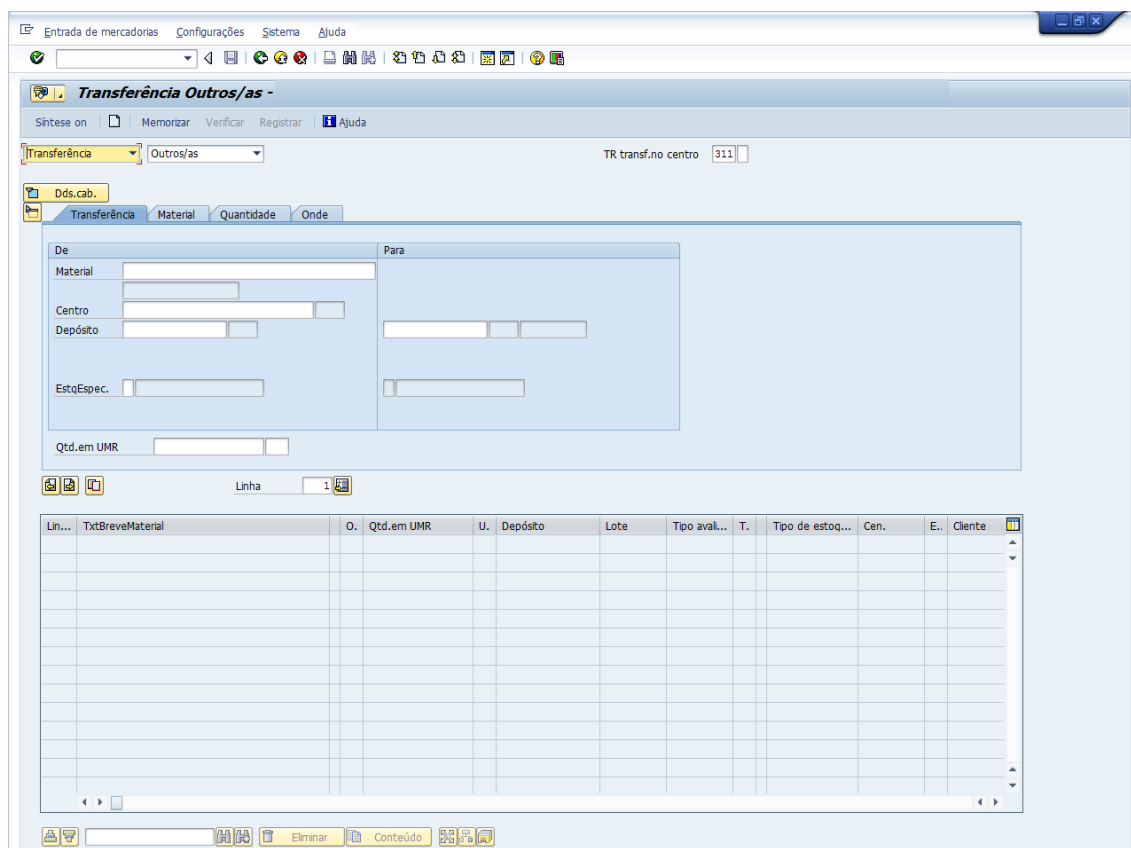 Entrada de mercadorias Configurações Sistema Ajuda
Transferência Outros/as -
Síntese on Memorizar Verificar Registrar Ajuda
Transferência Outros/as TR transf.no centro 311
Dds.cab.
Transferência Material Quantidade Onde
De Para
Material
Centro
Depósito
EstqEspec.
Qtd.em UMR
Linha 1
Lin... TxtBreveMaterial O. Qtd.em UMR U. Depósito Lote Tipo avali... T. Tipo de estoq... Cen. E.. Cliente
Eliminar Conteúdo